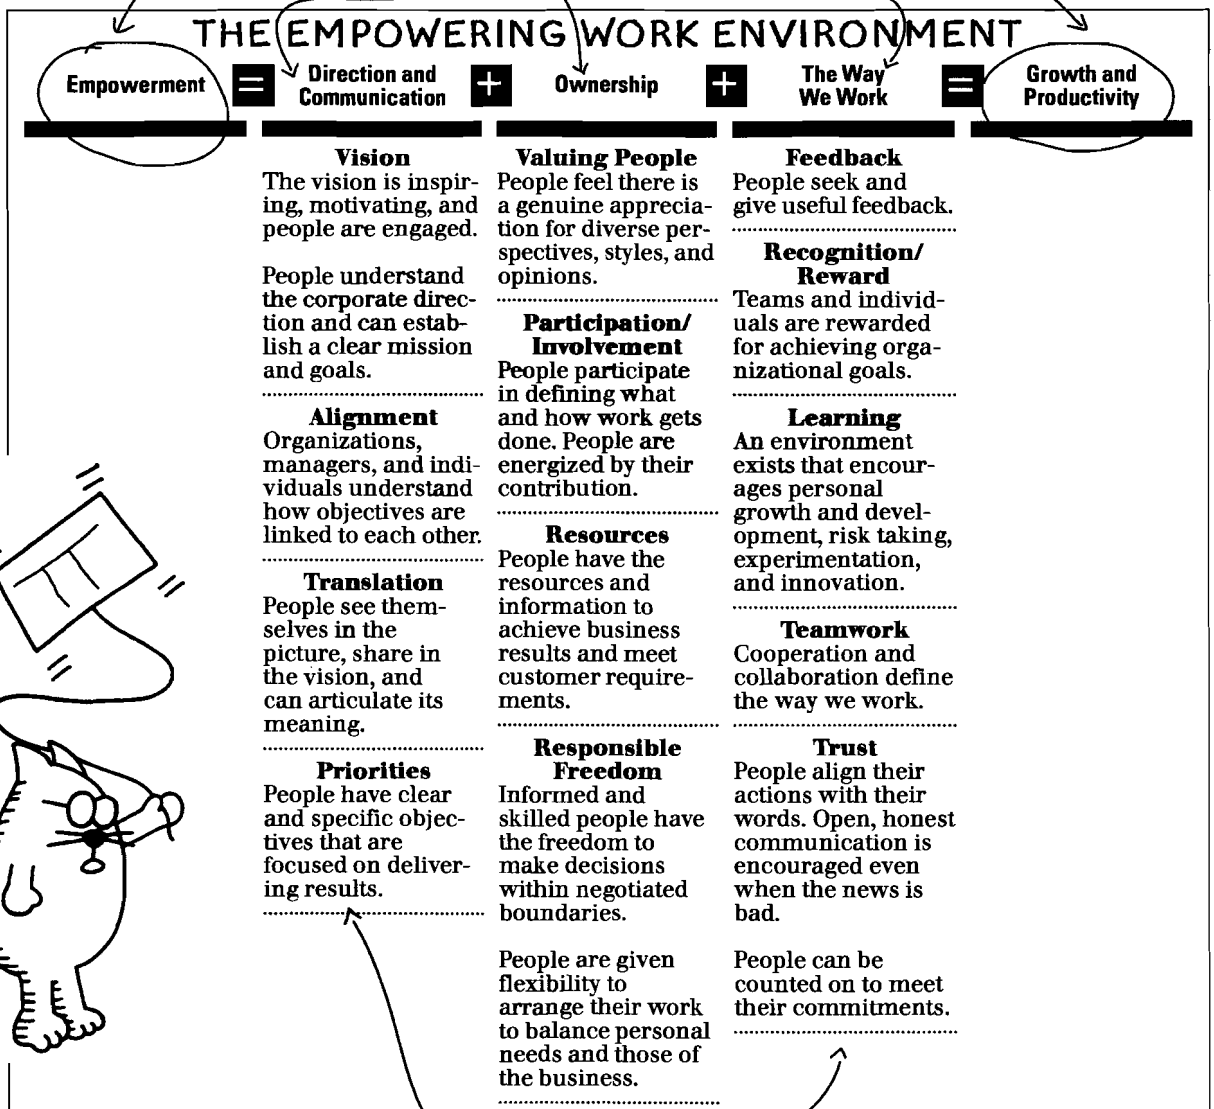 THE EMPOWERING WORK ENVIRONMENT
Empowerment = Direction and Communication + Ownership + The Way We Work = Growth and Productivity
Vision
The vision is inspir-
ing, motivating, and
people are engaged.
People understand
the corporate direc-
tion and can estab-
lish a clear mission
and goals.
Alignment
Organizations,
managers, and indi-
viduals understand
how objectives are
linked to each other.
Translation
People see them-
selves in the
picture, share in
the vision, and
can articulate its
meaning.
Priorities
People have clear
and specific objec-
tives that are
focused on deliver-
ing results.
Valuing People
People feel there is
a genuine apprecia-
tion for diverse per-
spectives, styles, and
opinions.
Participation/
Involvement
People participate
in defining what
and how work gets
done. People are
energized by their
contribution.
Resources
People have the
resources and
information to
achieve business
results and meet
customer require-
ments.
Responsible
Freedom
Informed and
skilled people have
the freedom to
make decisions
within negotiated
boundaries.
People are given
flexibility to
arrange their work
to balance personal
needs and those of
the business.
Feedback
People seek and
give useful feedback.
Recognition/
Reward
Teams and individ-
uals are rewarded
for achieving orga-
nizational goals.
Learning
An environment
exists that encour-
ages personal
growth and devel-
opment, risk taking,
experimentation,
and innovation.
Teamwork
Cooperation and
collaboration define
the way we work.
Trust
People align their
actions with their
words. Open, honest
communication is
encouraged even
when the news is
bad.
People can be
counted on to meet
their commitments.